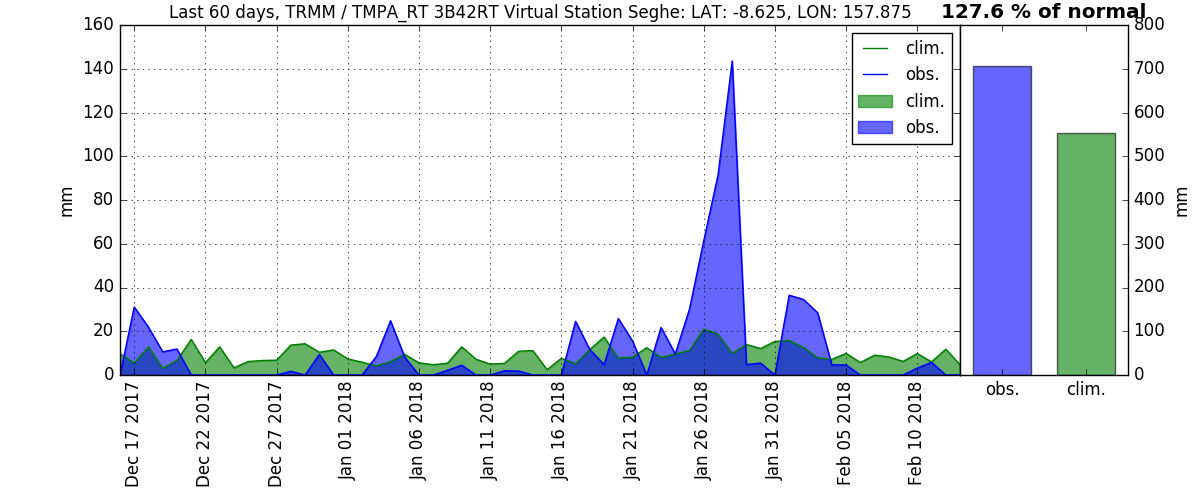 Last 60 days, TRMM / TMPA_RT 3B42RT Virtual Station Seghe: LAT: -8.625, LON: 157.875
127.6 % of normal
160
140
120
100
80
60
40
20
0
mm
clim.
obs.
clim.
obs.
800
700
600
500
400
300
200
100
0
mm
Dec 17 2017
Dec 22 2017
Dec 27 2017
Jan 01 2018
Jan 06 2018
Jan 11 2018
Jan 16 2018
Jan 21 2018
Jan 26 2018
Jan 31 2018
Feb 05 2018
Feb 10 2018
obs.
clim.